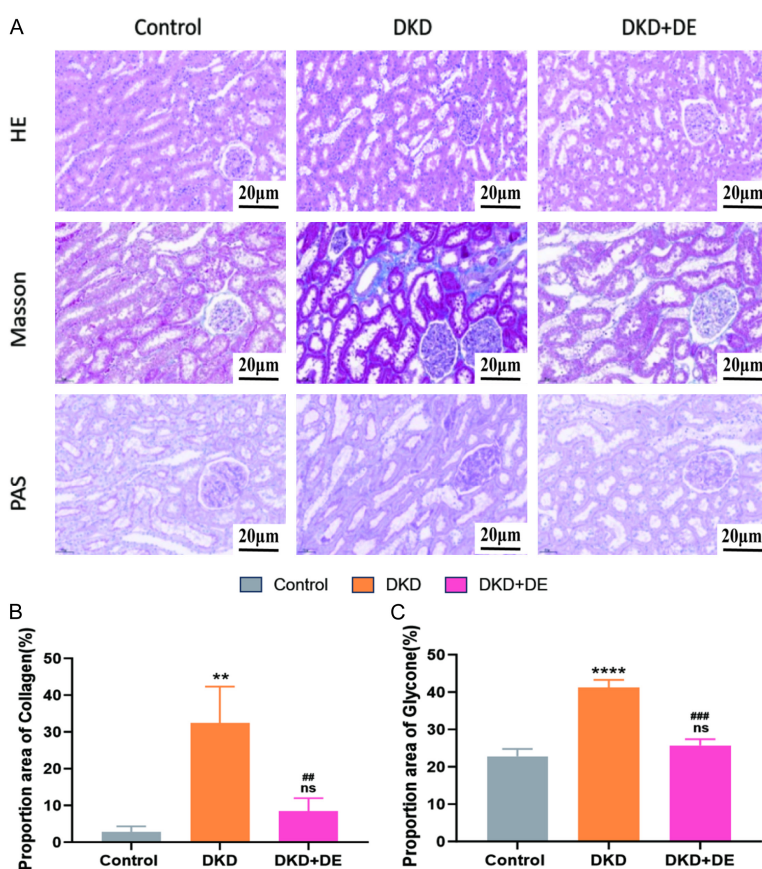 A
Control DKD DKD+DE
HE
20μm 20μm 20μm
Masson
20μm 20μm 20μm
PAS
20μm 20μm 20μm
Control DKD DKD+DE
B
Proportion area of Collagen(%)
50
40
30
20
10
0
**
##
ns
Control DKD DKD+DE
C
Proportion area of Glycone(%)
50
40
30
20
10
0
****
###
ns
Control DKD DKD+DE